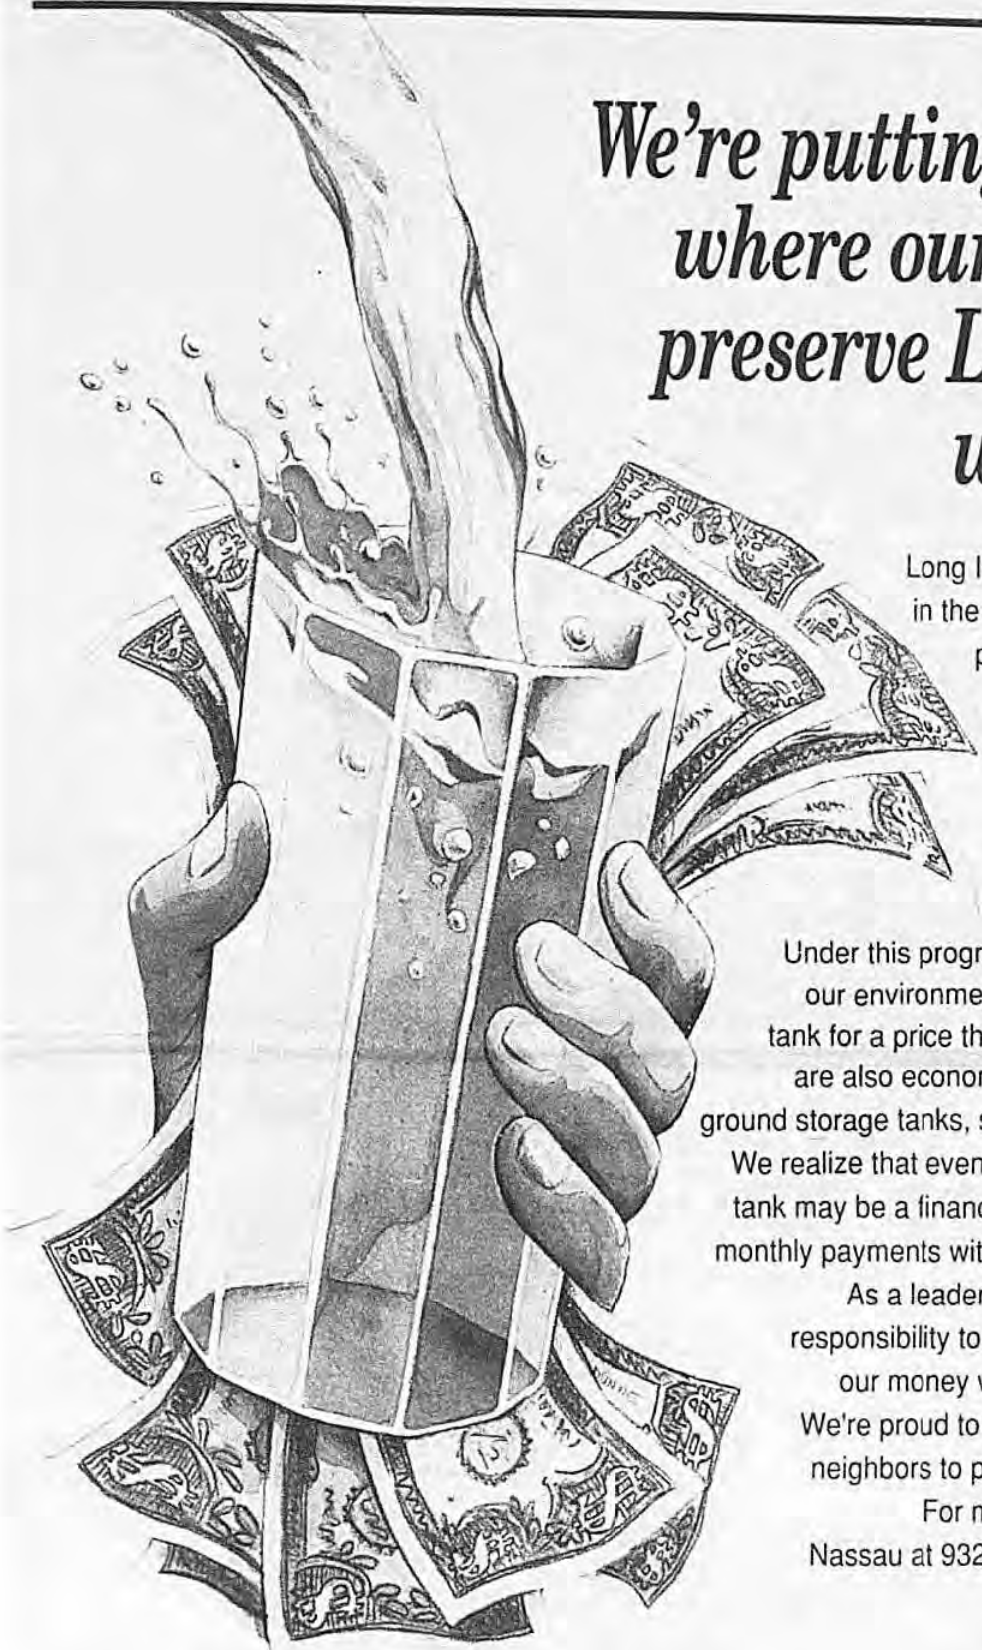 We're putting
where our
preserve L
w
Long I
in the
p
Under this progr
our environme
tank for a price th
are also econor
ground storage tanks, s
We realize that even
tank may be a financ
monthly payments wit
As a leader
responsibility to
our money w
We're proud to
neighbors to p
For m
Nassau at 932